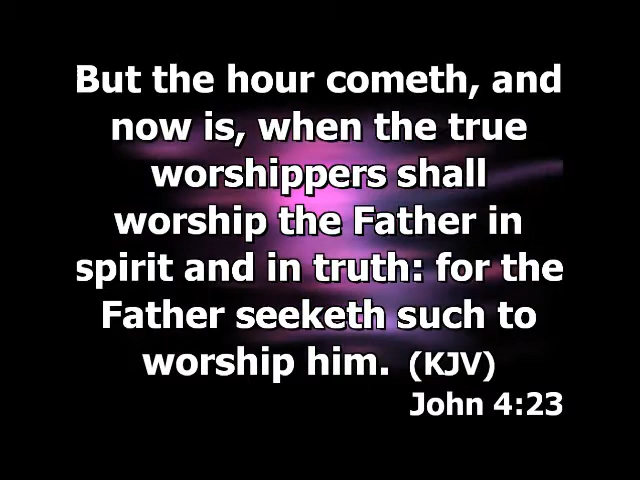 But the hour cometh, and
now is, when the true
worshippers shall
worship the Father in
spirit and in truth: for the
Father seeketh such to
worship him. (KJV)
John 4:23